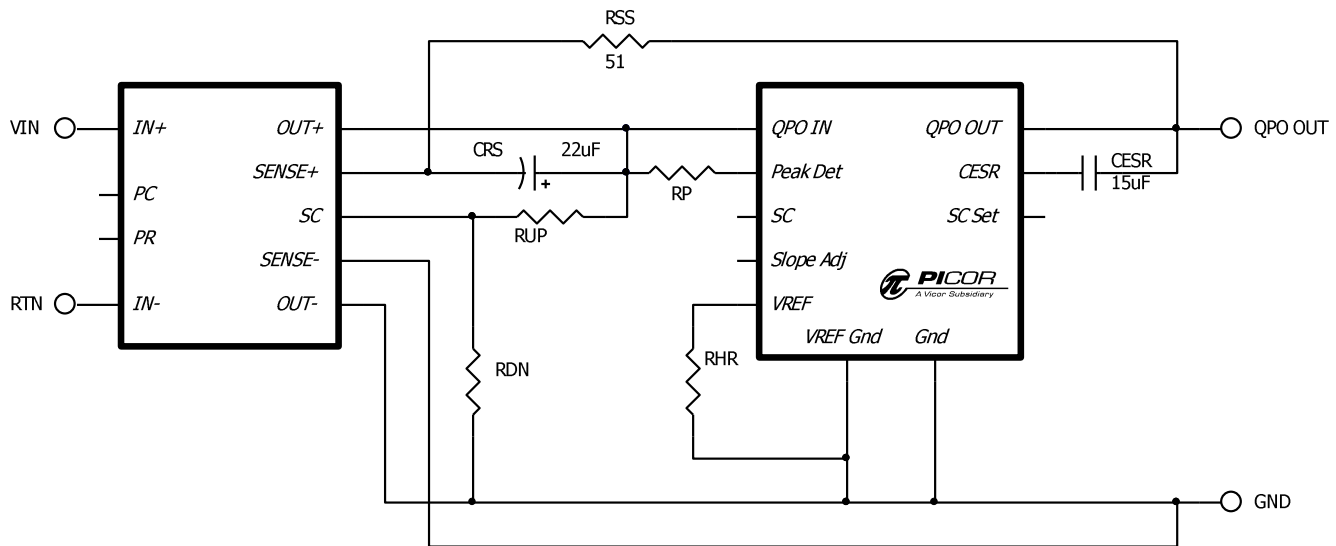 RSS
51
VIN
IN+
OUT+
QPO IN
QPO OUT
QPO OUT
CRS
22uF
+
SENSE+
RP
Peak Det
CESR
CESR
15uF
PC
SC
RUP
SC
SC Set
PR
SENSE-
Slope Adj
π PICOR
A Vicor Subsidiary
RTN
IN-
OUT-
VREF
VREF Gnd
Gnd
RDN
RHR
GND